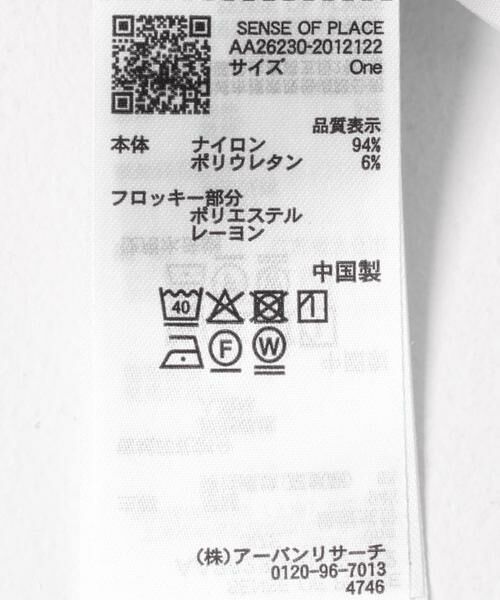 SENSE OF PLACE
AA26230-2012122
サイズ One
品質表示
本体 ナイロン 94%
ポリウレタン 6%
フロッキー部分
ポリエステル
レーヨン
中国製
40
F W
(株)アーバンリサーチ
0120-96-7013
4746